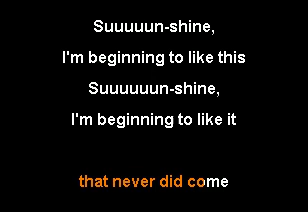 Suuuuun-shine,
I'm beginning to like this
Suuuuuun-shine,
I'm beginning to like it
that never did come